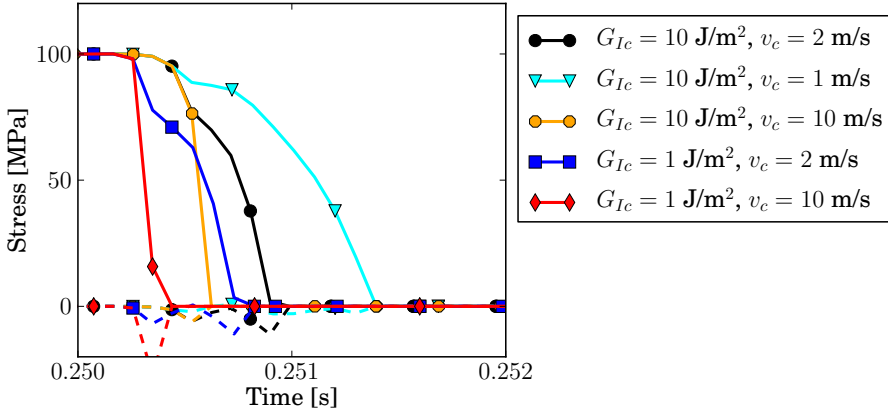 100
50
0
Stress [MPa]
0.250
0.251
0.252
Time [s]
G_{Ic} = 10 J/m², v_c = 2 m/s
G_{Ic} = 10 J/m², v_c = 1 m/s
G_{Ic} = 10 J/m², v_c = 10 m/s
G_{Ic} = 1 J/m², v_c = 2 m/s
G_{Ic} = 1 J/m², v_c = 10 m/s